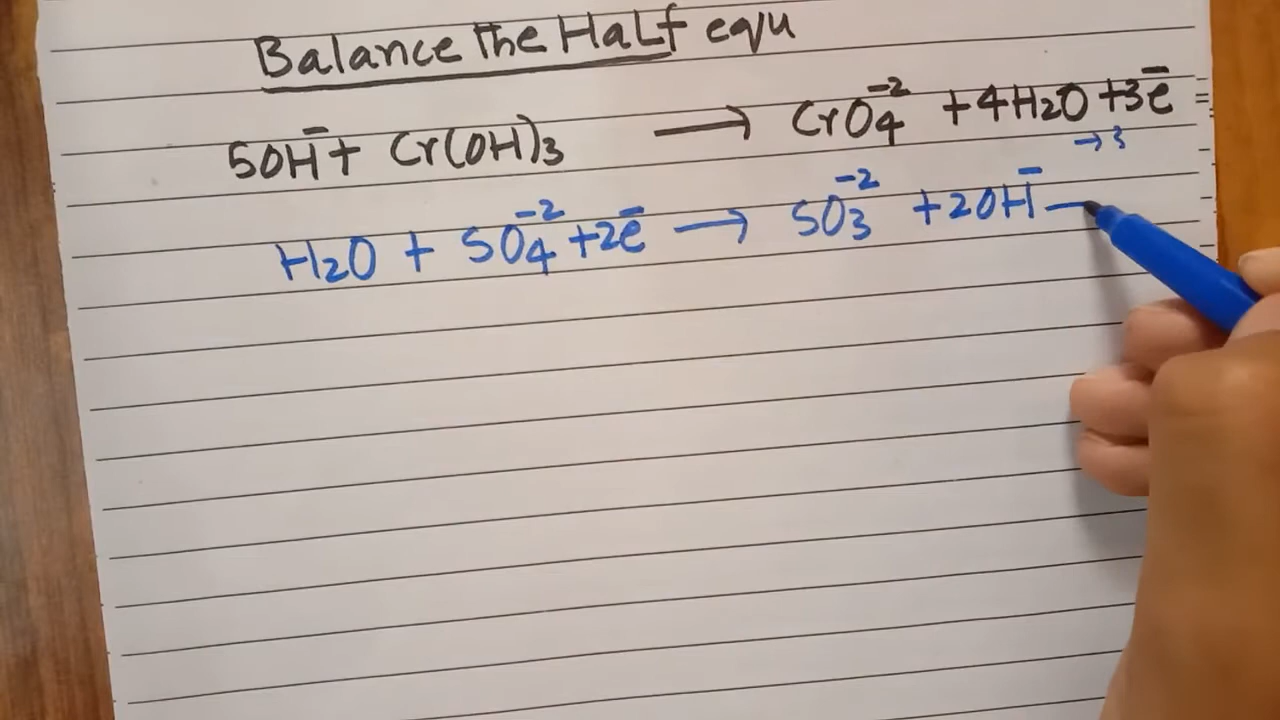 Balance the Half equ
5OH⁻ + Cr(OH)₃ → CrO₄⁻² + 4H₂O + 3e⁻
→ 3
H₂O + SO₄⁻² + 2e⁻ → SO₃⁻² + 2OH⁻ —